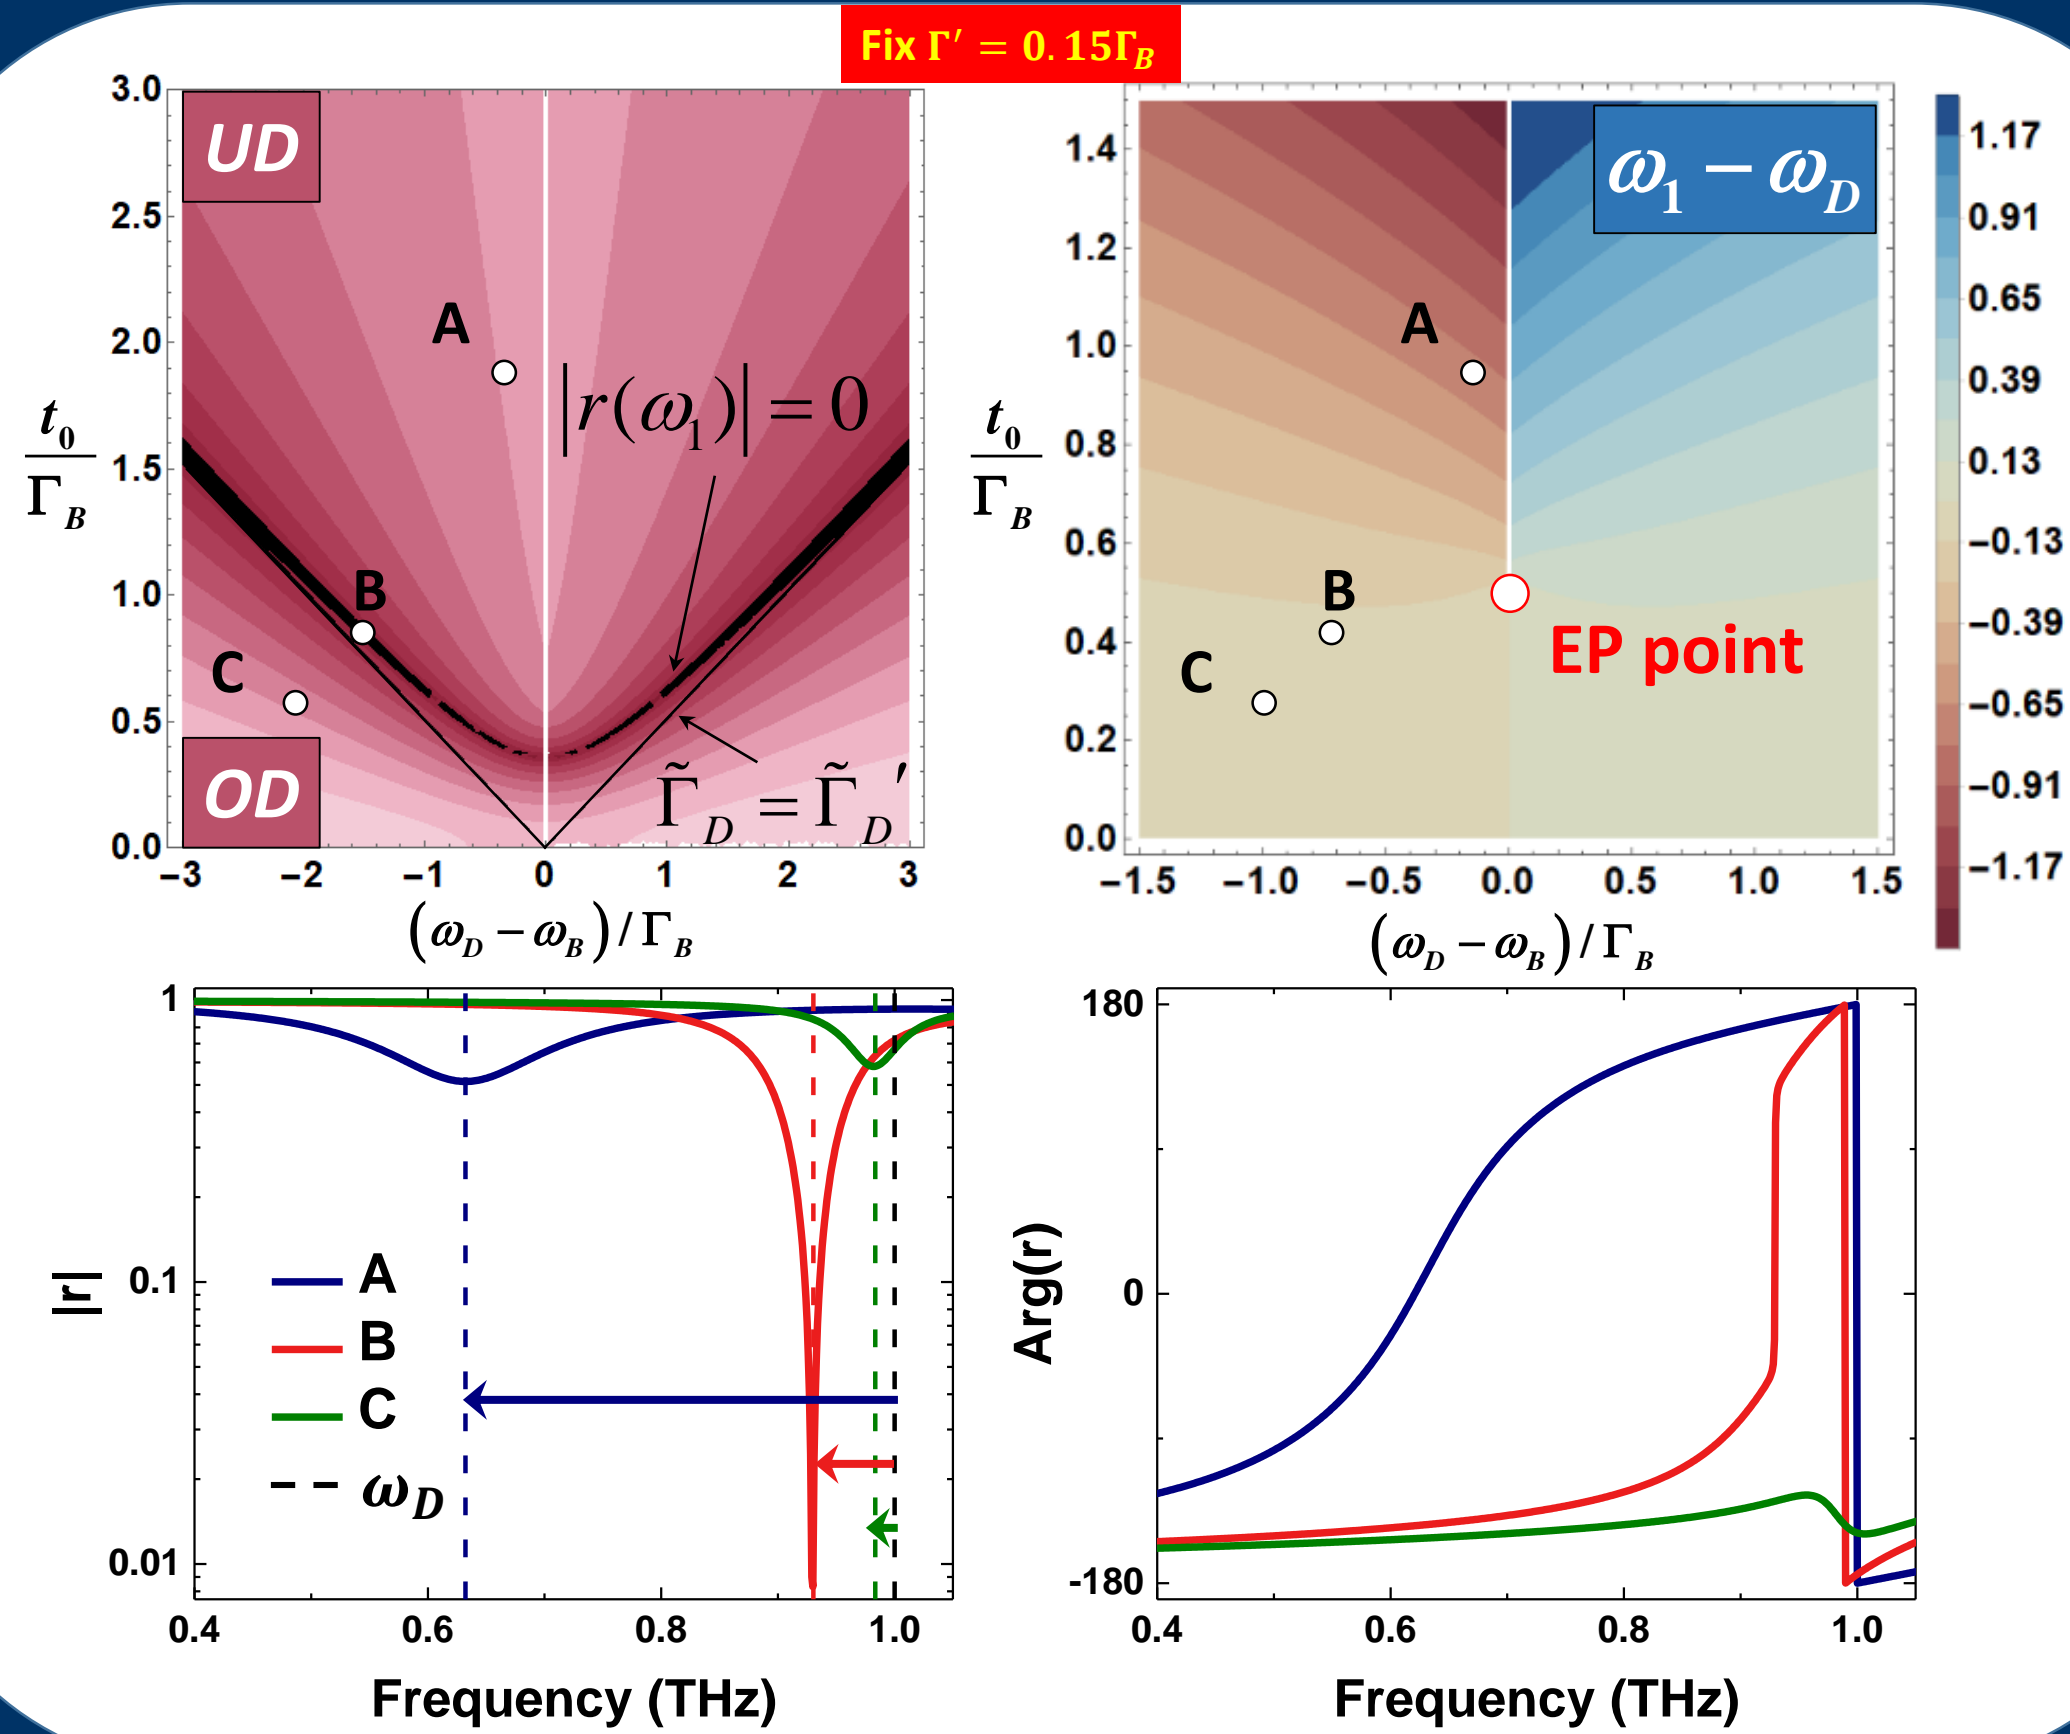 Fix Γ′ = 0.15Γ_B
3.0
2.5
2.0
1.5
1.0
0.5
0.0
t_0 / Γ_B
UD
OD
A
B
C
|r(ω_1)| = 0
Γ̃_D = Γ̃_D′
−3 −2 −1 0 1 2 3
(ω_D − ω_B) / Γ_B
1.4
1.2
1.0
0.8
0.6
0.4
0.2
0.0
t_0 / Γ_B
ω_1 − ω_D
A
B
C
EP point
−1.5 −1.0 −0.5 0.0 0.5 1.0 1.5
(ω_D − ω_B) / Γ_B
1.17
0.91
0.65
0.39
0.13
−0.13
−0.39
−0.65
−0.91
−1.17
1
0.1
0.01
|r|
A
B
C
ω_D
0.4 0.6 0.8 1.0
Frequency (THz)
180
0
-180
Arg(r)
0.4 0.6 0.8 1.0
Frequency (THz)